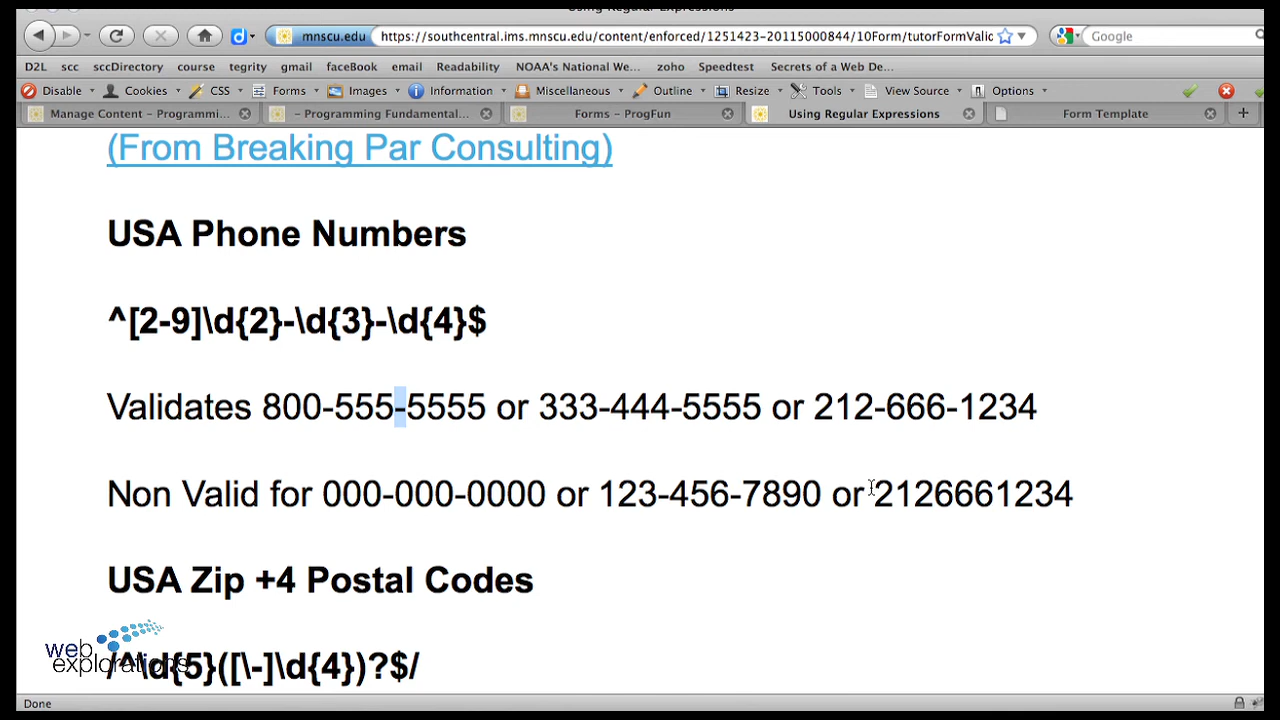 Using Regular Expressions
mnscu.edu https://southcentral.ims.mnscu.edu/content/enforced/1251423-20115000844/10Form/tutorFormValic Google
D2L scc sccDirectory course tegrity gmail faceBook email Readability NOAA's National We... zoho Speedtest Secrets of a Web De...
Disable Cookies CSS Forms Images Information Miscellaneous Outline Resize Tools View Source Options
Manage Content - Programmi... - Programming Fundamental... Forms - ProgFun Using Regular Expressions Form Template
(From Breaking Par Consulting)
USA Phone Numbers
^[2-9]\d{2}-\d{3}-\d{4}$
Validates 800-555-5555 or 333-444-5555 or 212-666-1234
Non Valid for 000-000-0000 or 123-456-7890 or 2126661234
USA Zip +4 Postal Codes
/^\d{5}([\-]\d{4})?$/
web
explorations
Done